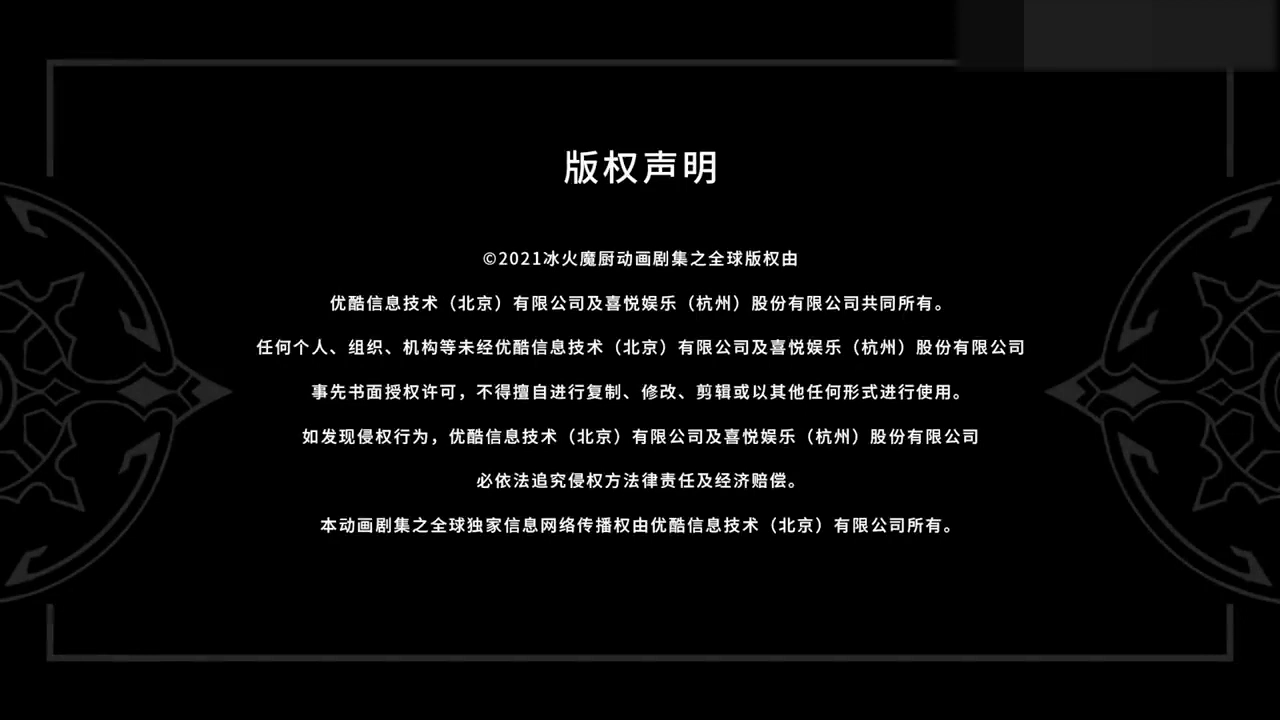 版权声明
©2021冰火魔厨动画剧集之全球版权由
优酷信息技术（北京）有限公司及喜悦娱乐（杭州）股份有限公司共同所有。
任何个人、组织、机构等未经优酷信息技术（北京）有限公司及喜悦娱乐（杭州）股份有限公司
事先书面授权许可，不得擅自进行复制、修改、剪辑或以其他任何形式进行使用。
如发现侵权行为，优酷信息技术（北京）有限公司及喜悦娱乐（杭州）股份有限公司
必依法追究侵权方法律责任及经济赔偿。
本动画剧集之全球独家信息网络传播权由优酷信息技术（北京）有限公司所有。